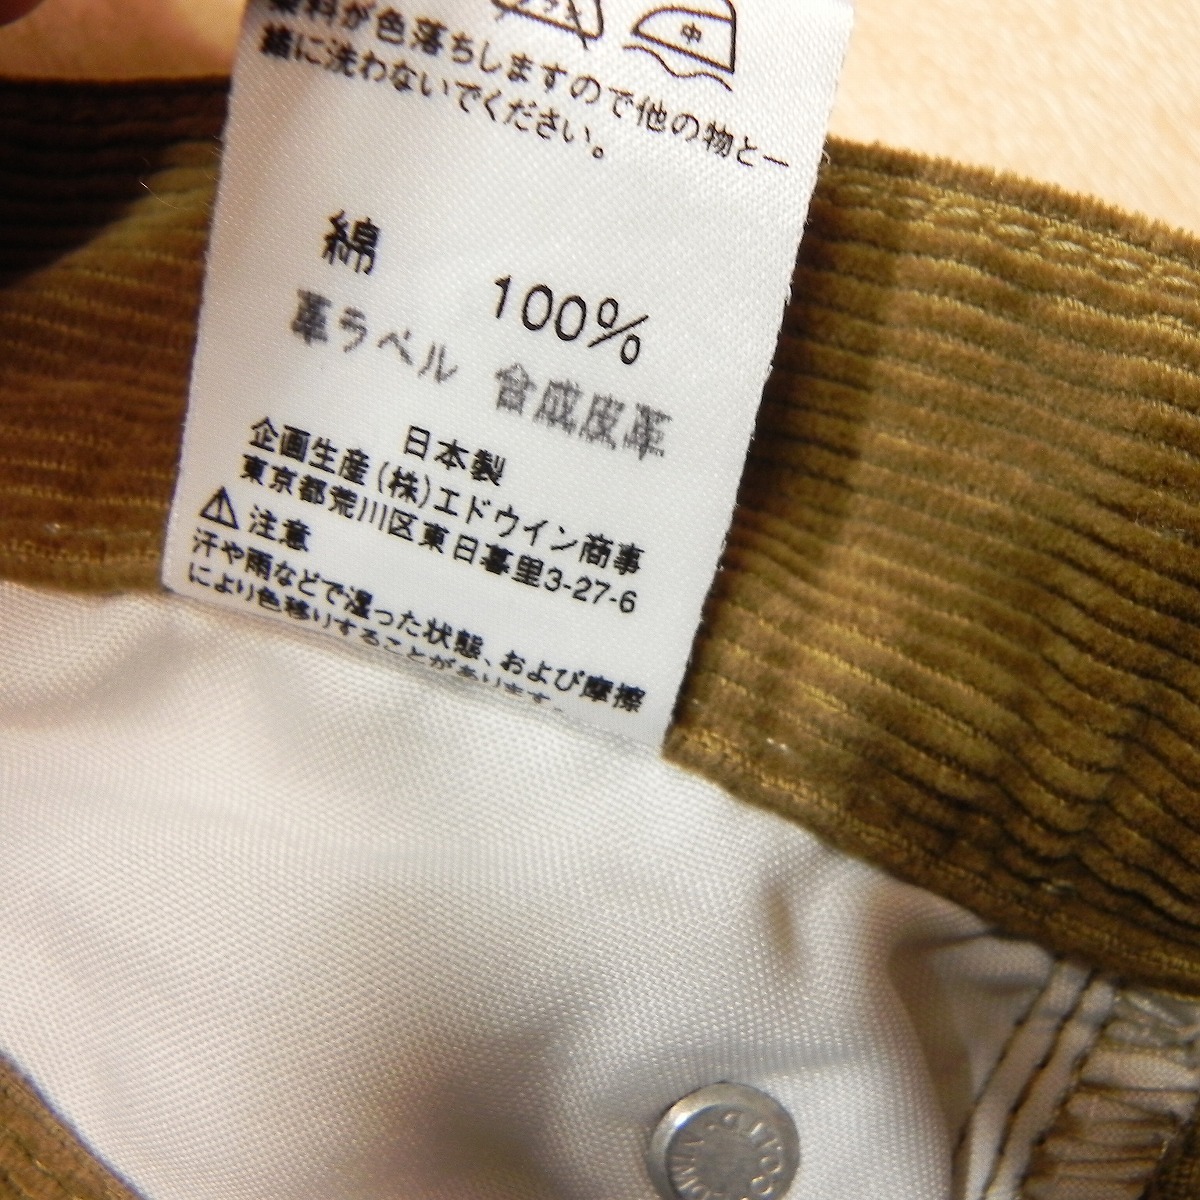 中
染料が色落ちしますので他の物と一
緒に洗わないでください。
綿 100%
革ラベル 合成皮革
日本製
企画生産(株)エドウイン商事
東京都荒川区東日暮里3-27-6
注意
汗や雨などで湿った状態、および摩擦
により色移りすることがあります。